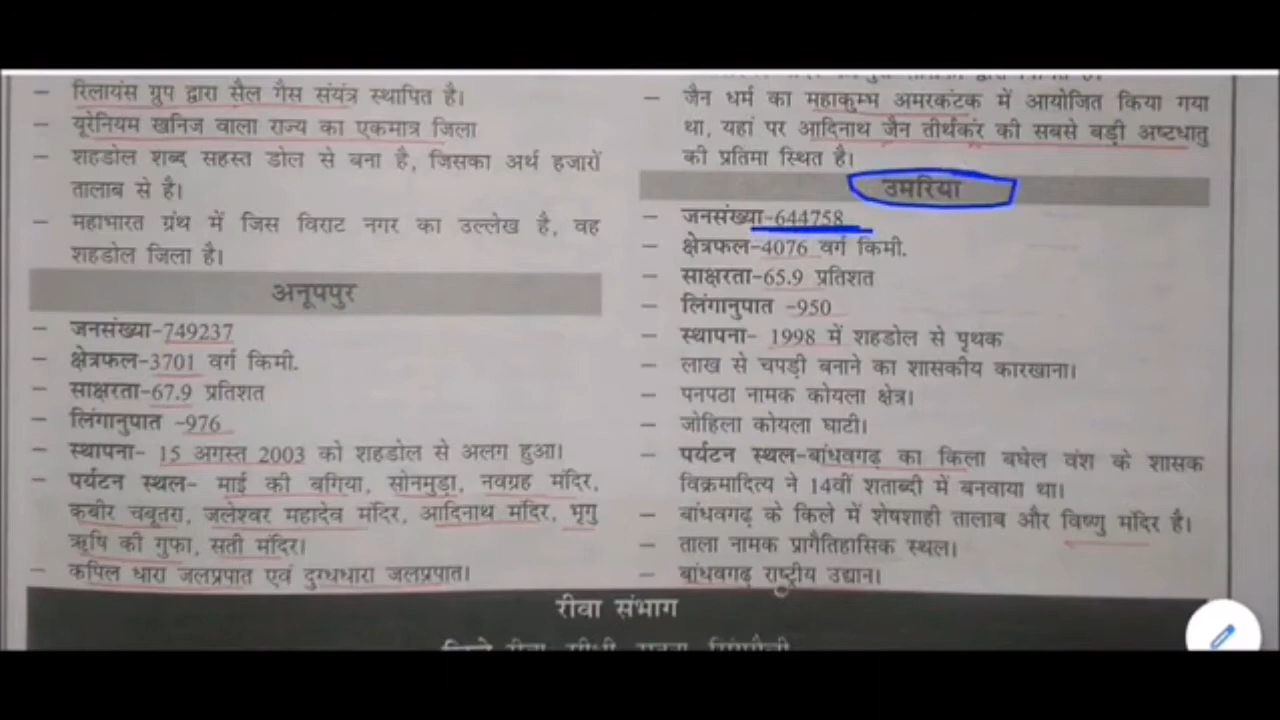 – रिलायंस ग्रुप द्वारा सैल गैस संयंत्र स्थापित है।
– यूरेनियम खनिज वाला राज्य का एकमात्र जिला
– शहडोल शब्द सहस्त डोल से बना है, जिसका अर्थ हजारों
तालाब से है।
– महाभारत ग्रंथ में जिस विराट नगर का उल्लेख है, वह
शहडोल जिला है।
अनूपपुर
– जनसंख्या-749237
– क्षेत्रफल-3701 वर्ग किमी.
– साक्षरता-67.9 प्रतिशत
– लिंगानुपात -976
– स्थापना- 15 अगस्त 2003 को शहडोल से अलग हुआ।
– पर्यटन स्थल- माई की बगिया, सोनमुड़ा, नवग्रह मंदिर,
कबीर चबूतरा, जलेश्वर महादेव मंदिर, आदिनाथ मंदिर, भृगु
ऋषि की गुफा, सती मंदिर।
– कपिल धारा जलप्रपात एवं दुग्धधारा जलप्रपात।
– जैन धर्म का महाकुम्भ अमरकंटक में आयोजित किया गया
था, यहां पर आदिनाथ जैन तीर्थकंर की सबसे बड़ी अष्टधातु
की प्रतिमा स्थित है।
उमरिया
– जनसंख्या-644758
– क्षेत्रफल-4076 वर्ग किमी.
– साक्षरता-65.9 प्रतिशत
– लिंगानुपात -950
– स्थापना- 1998 में शहडोल से पृथक
– लाख से चपड़ी बनाने का शासकीय कारखाना।
– पनपठा नामक कोयला क्षेत्र।
– जोहिला कोयला घाटी।
– पर्यटन स्थल-बांधवगढ़ का किला बघेल वंश के शासक
विक्रमादित्य ने 14वीं शताब्दी में बनवाया था।
– बांधवगढ़ के किले में शेषशाही तालाब और विष्णु मंदिर है।
– ताला नामक प्रागैतिहासिक स्थल।
– बांधवगढ़ राष्ट्रीय उद्यान।
रीवा संभाग